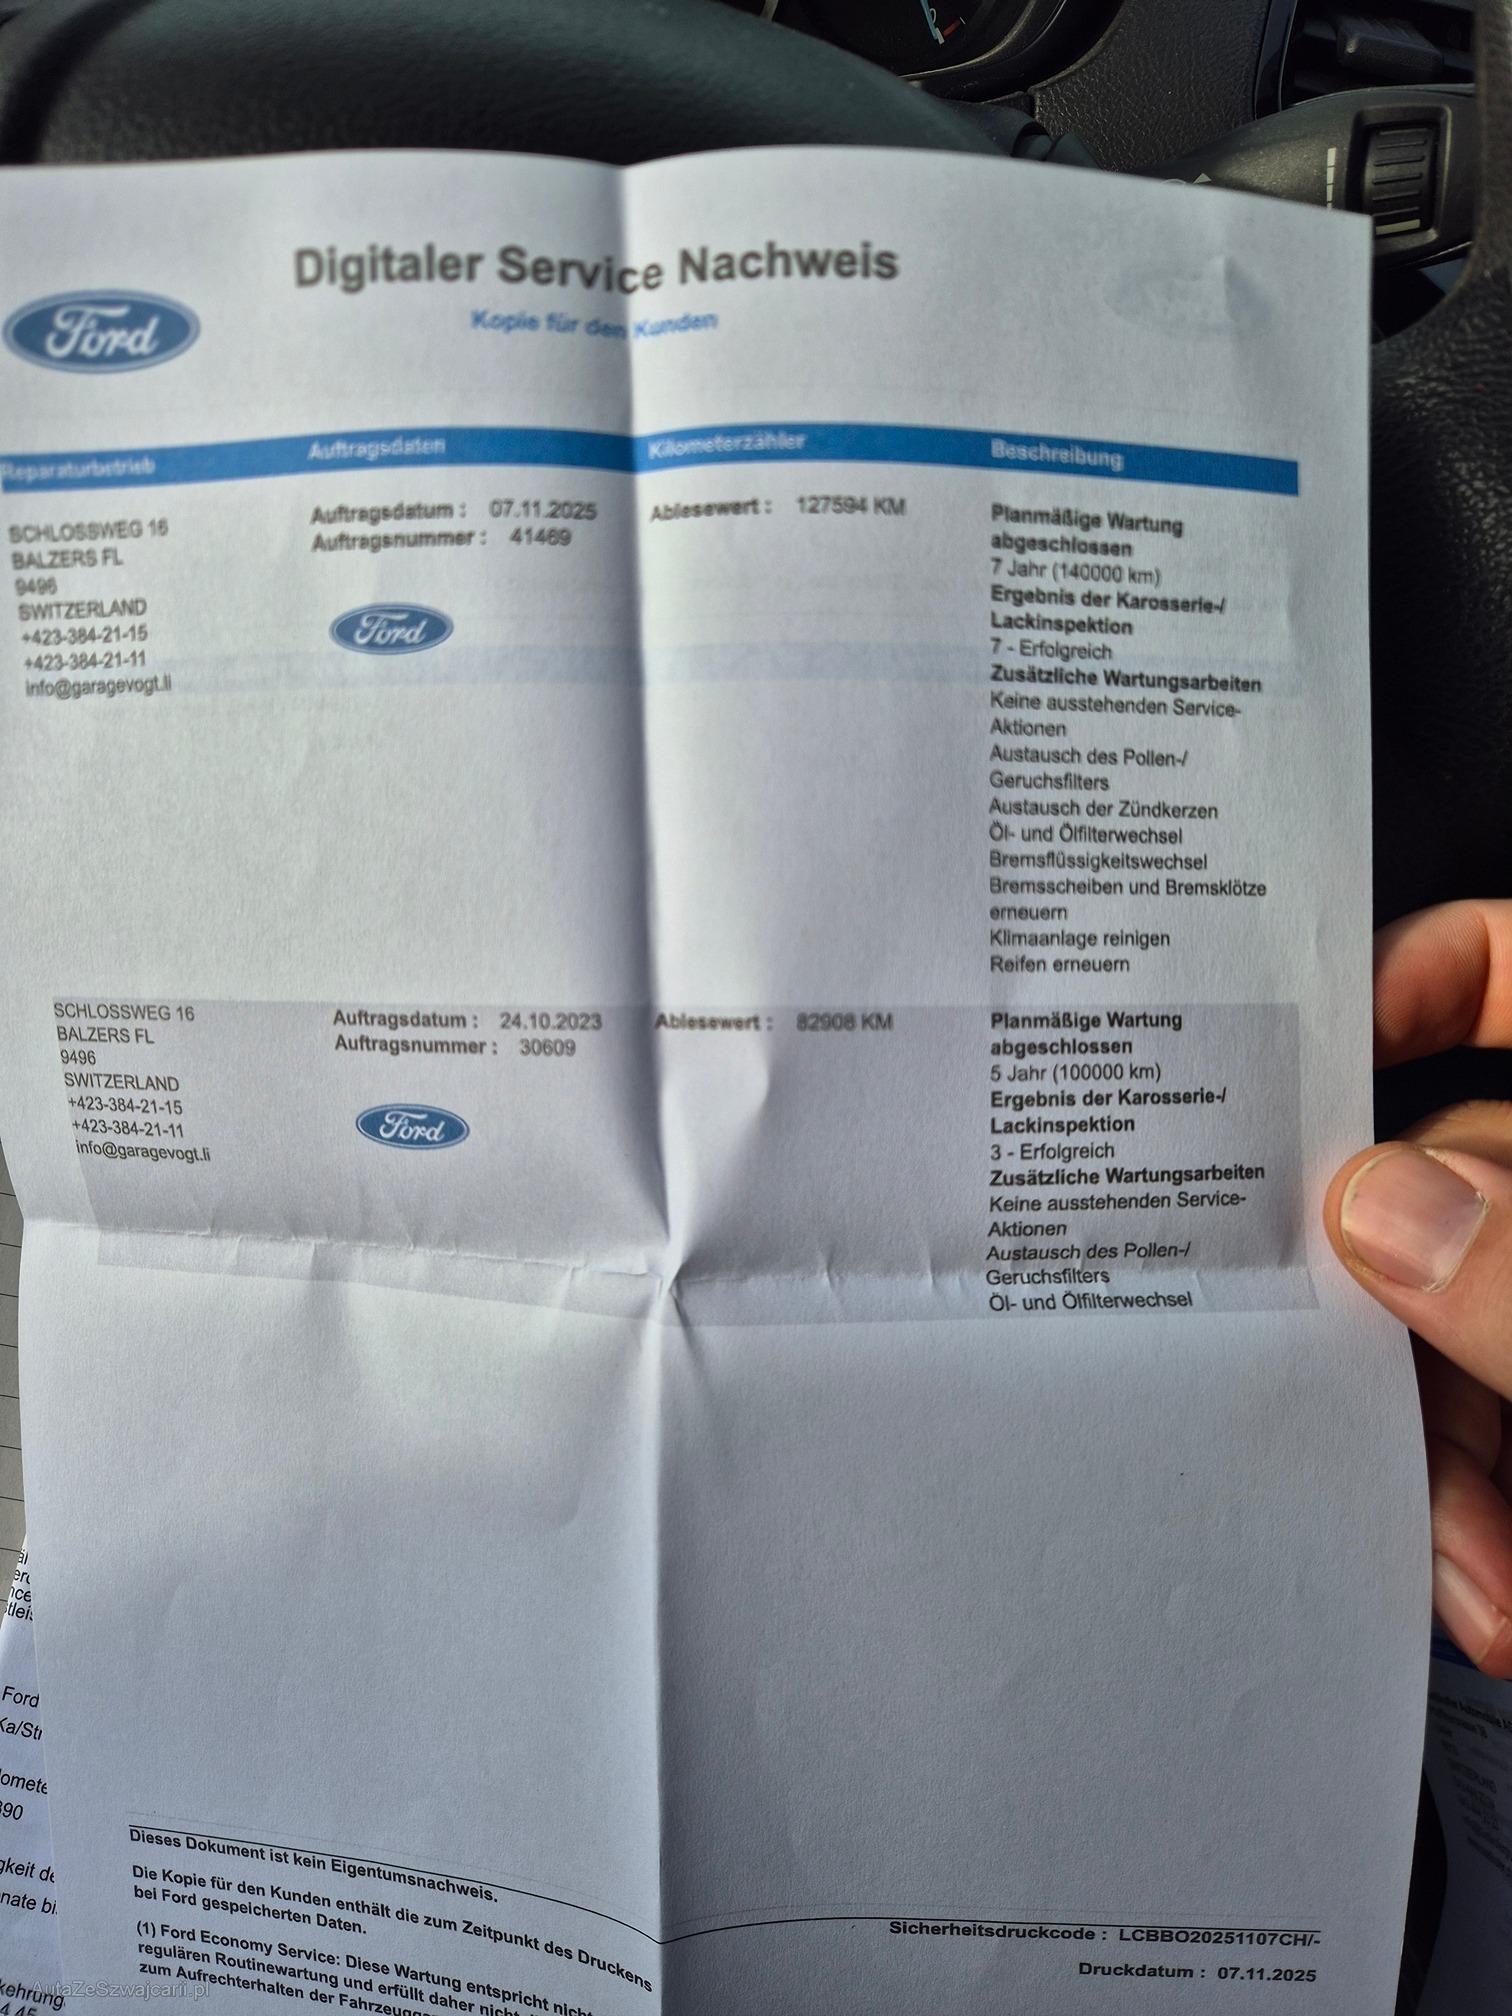 Digitaler Service Nachweis
Kopie für den Kunden
Ford
Reparaturbetrieb Auftragsdaten Kilometerzähler Beschreibung
SCHLOSSWEG 16
BALZERS FL
9496
SWITZERLAND
+423-384-21-15
+423-384-21-11
info@garagevogt.li
Auftragsdatum : 07.11.2025
Auftragsnummer : 41469
Ford
Ablesewert : 127594 KM
Planmäßige Wartung
abgeschlossen
7 Jahr (140000 km)
Ergebnis der Karosserie-/
Lackinspektion
7 - Erfolgreich
Zusätzliche Wartungsarbeiten
Keine ausstehenden Service-
Aktionen
Austausch des Pollen-/
Geruchsfilters
Austausch der Zündkerzen
Öl- und Ölfilterwechsel
Bremsflüssigkeitswechsel
Bremsscheiben und Bremsklötze
erneuern
Klimaanlage reinigen
Reifen erneuern
SCHLOSSWEG 16
BALZERS FL
9496
SWITZERLAND
+423-384-21-15
+423-384-21-11
info@garagevogt.li
Auftragsdatum : 24.10.2023
Auftragsnummer : 30609
Ford
Ablesewert : 82908 KM
Planmäßige Wartung
abgeschlossen
5 Jahr (100000 km)
Ergebnis der Karosserie-/
Lackinspektion
3 - Erfolgreich
Zusätzliche Wartungsarbeiten
Keine ausstehenden Service-
Aktionen
Austausch des Pollen-/
Geruchsfilters
Öl- und Ölfilterwechsel
Dieses Dokument ist kein Eigentumsnachweis.
Die Kopie für den Kunden enthält die zum Zeitpunkt des Druckens
bei Ford gespeicherten Daten.
(1) Ford Economy Service: Diese Wartung entspricht nicht
regulären Routinewartung und erfüllt daher nicht
zum Aufrechterhalten der
Sicherheitsdruckcode : LCBBO20251107CH/-
Druckdatum : 07.11.2025
Ford
Ka/Str
AutaZeSzwajcarii.pl